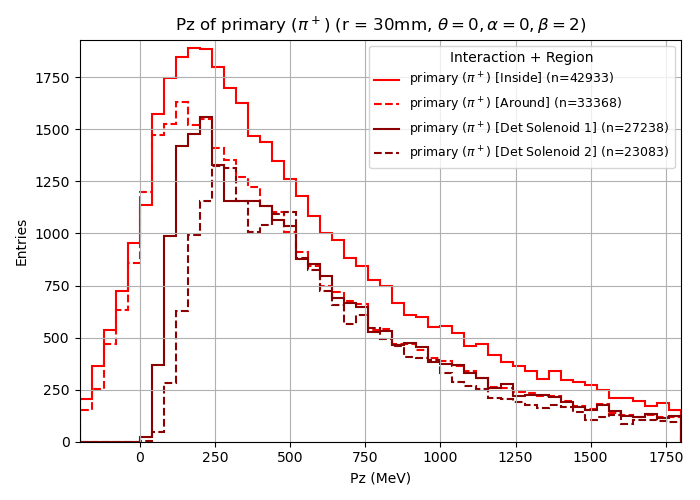 Pz of primary (π⁺) (r = 30mm, θ = 0, α = 0, β = 2)
Interaction + Region
primary (π⁺) [Inside] (n=42933)
primary (π⁺) [Around] (n=33368)
primary (π⁺) [Det Solenoid 1] (n=27238)
primary (π⁺) [Det Solenoid 2] (n=23083)
Entries
1750
1500
1250
1000
750
500
250
0
0 250 500 750 1000 1250 1500 1750
Pz (MeV)